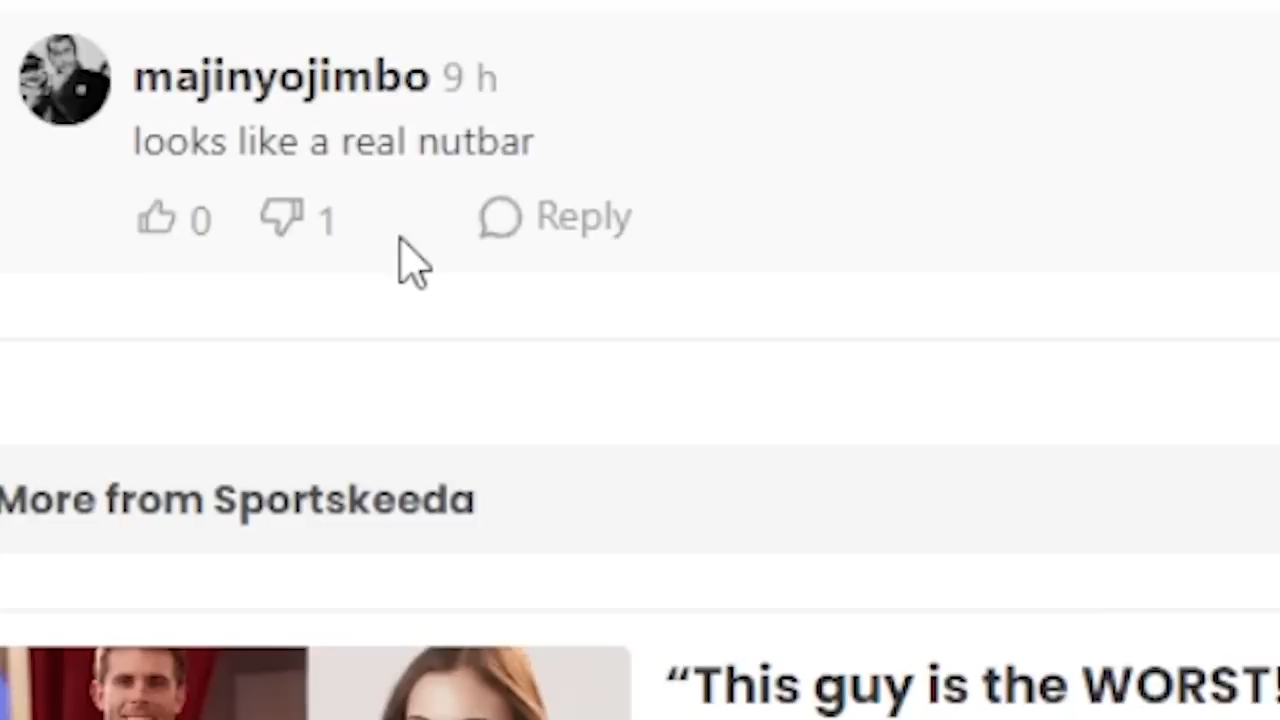 majinyojimbo 9 h
looks like a real nutbar
0 1 Reply
More from Sportskeeda
“This guy is the WORST!